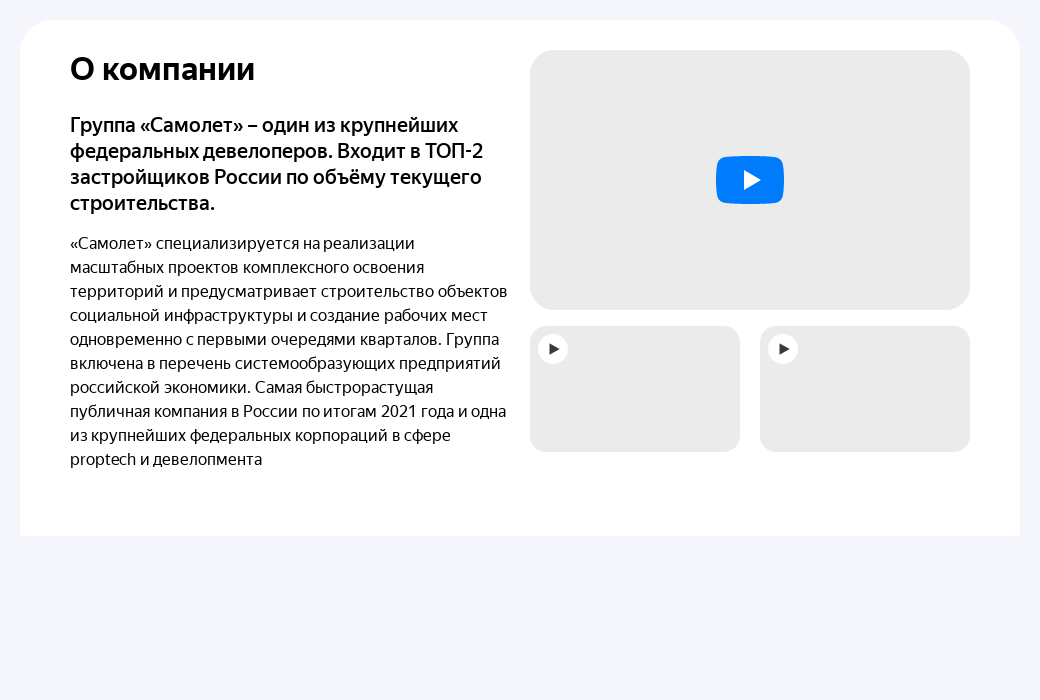 О компании
Группа «Самолет» – один из крупнейших
федеральных девелоперов. Входит в ТОП-2
застройщиков России по объёму текущего
строительства.
«Самолет» специализируется на реализации
масштабных проектов комплексного освоения
территорий и предусматривает строительство объектов
социальной инфраструктуры и создание рабочих мест
одновременно с первыми очередями кварталов. Группа
включена в перечень системообразующих предприятий
российской экономики. Самая быстрорастущая
публичная компания в России по итогам 2021 года и одна
из крупнейших федеральных корпораций в сфере
proptech и девелопмента